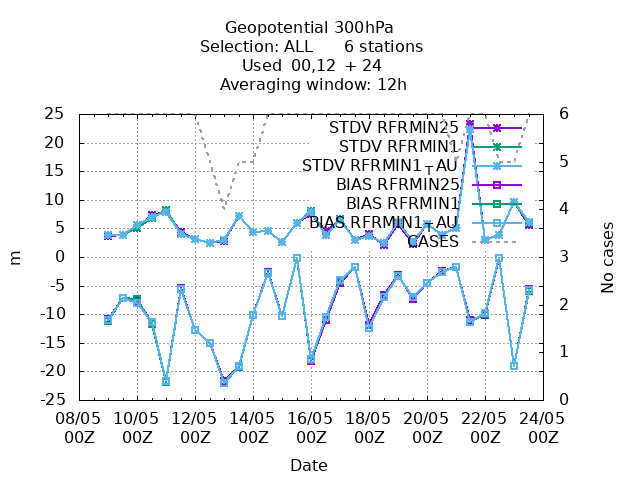 Geopotential 300hPa
Selection: ALL 6 stations
Used 00,12 + 24
Averaging window: 12h
25 6
STDV RFRMIN25
20
STDV RFRMIN1
5
STDV RFRMIN1TAU
15
BIAS RFRMIN25
10 4
BIAS RFRMIN1
5
BIAS RFRMIN1TAU
CASES
0 3
m
No cases
-5
-10 2
-15
-20 1
-25 0
08/05 10/05 12/05 14/05 16/05 18/05 20/05 22/05 24/05
00Z 00Z 00Z 00Z 00Z 00Z 00Z 00Z 00Z
Date